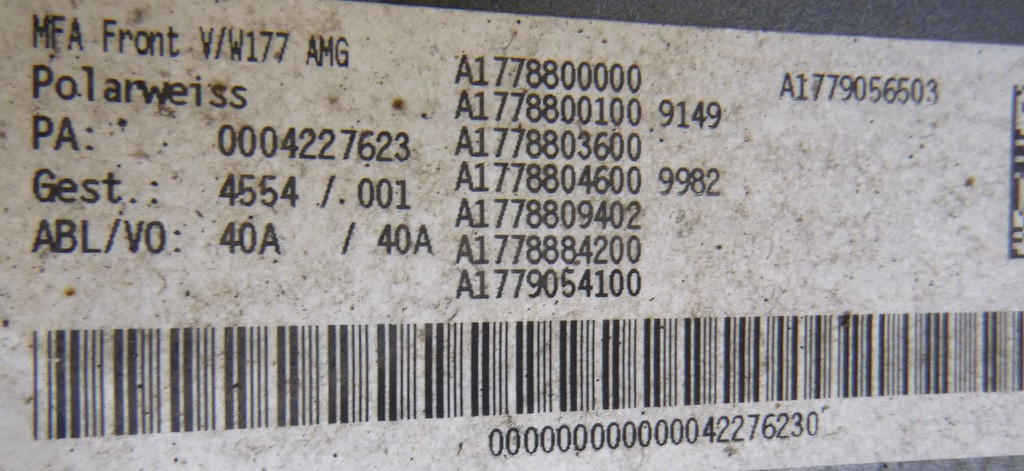 MFA Front V/W177 AMG
Polarweiss
PA: 0004227623
Gest.: 4554 /.001
ABL/VO: 40A / 40A
A1778800000
A1778800100 9149
A1778803600
A1778804600 9982
A1778809402
A1778884200
A1779054100
A1779056503
00000000000042276230